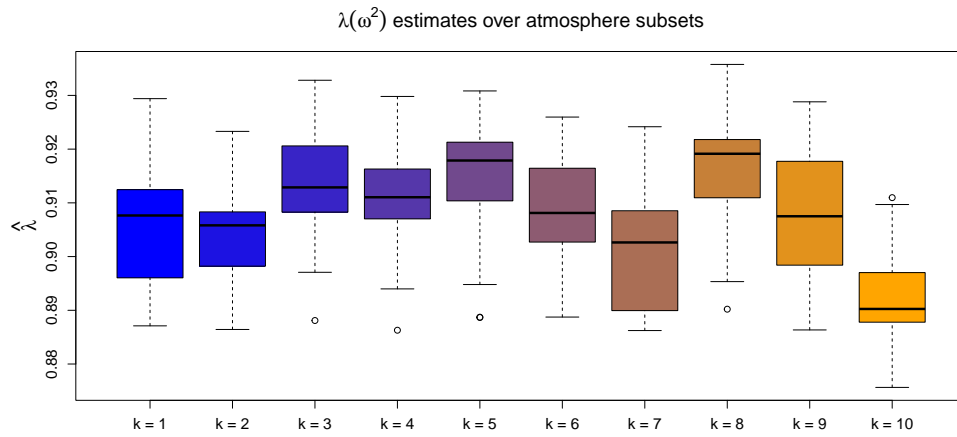 λ(ω²) estimates over atmosphere subsets
λ̂
0.93
0.92
0.91
0.90
0.89
0.88
k = 1 k = 2 k = 3 k = 4 k = 5 k = 6 k = 7 k = 8 k = 9 k = 10